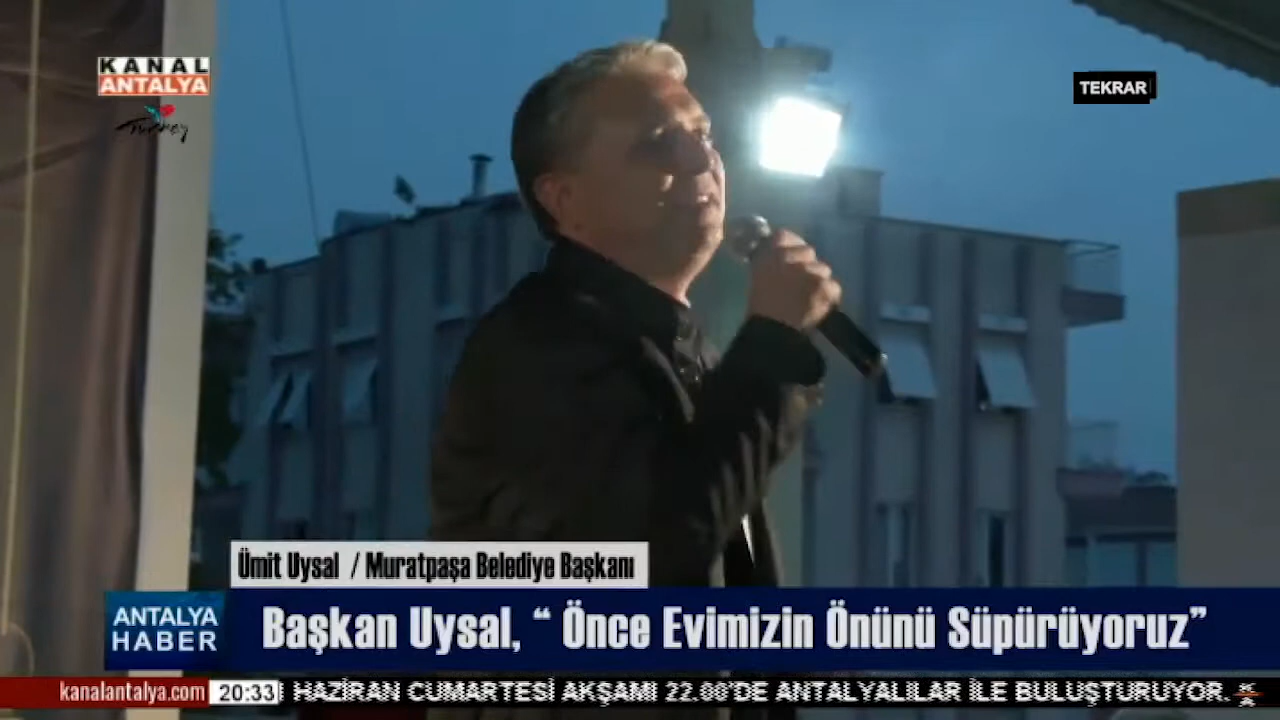 KANAL
ANTALYA
Turkey
TEKRAR
Ümit Uysal / Muratpaşa Belediye Başkanı
ANTALYA
HABER
Başkan Uysal, “ Önce Evimizin Önünü Süpürüyoruz”
kanalantalya.com 20:33 HAZİRAN CUMARTESİ AKŞAMI 22.00'DE ANTALYALILAR İLE BULUŞTURUYOR.